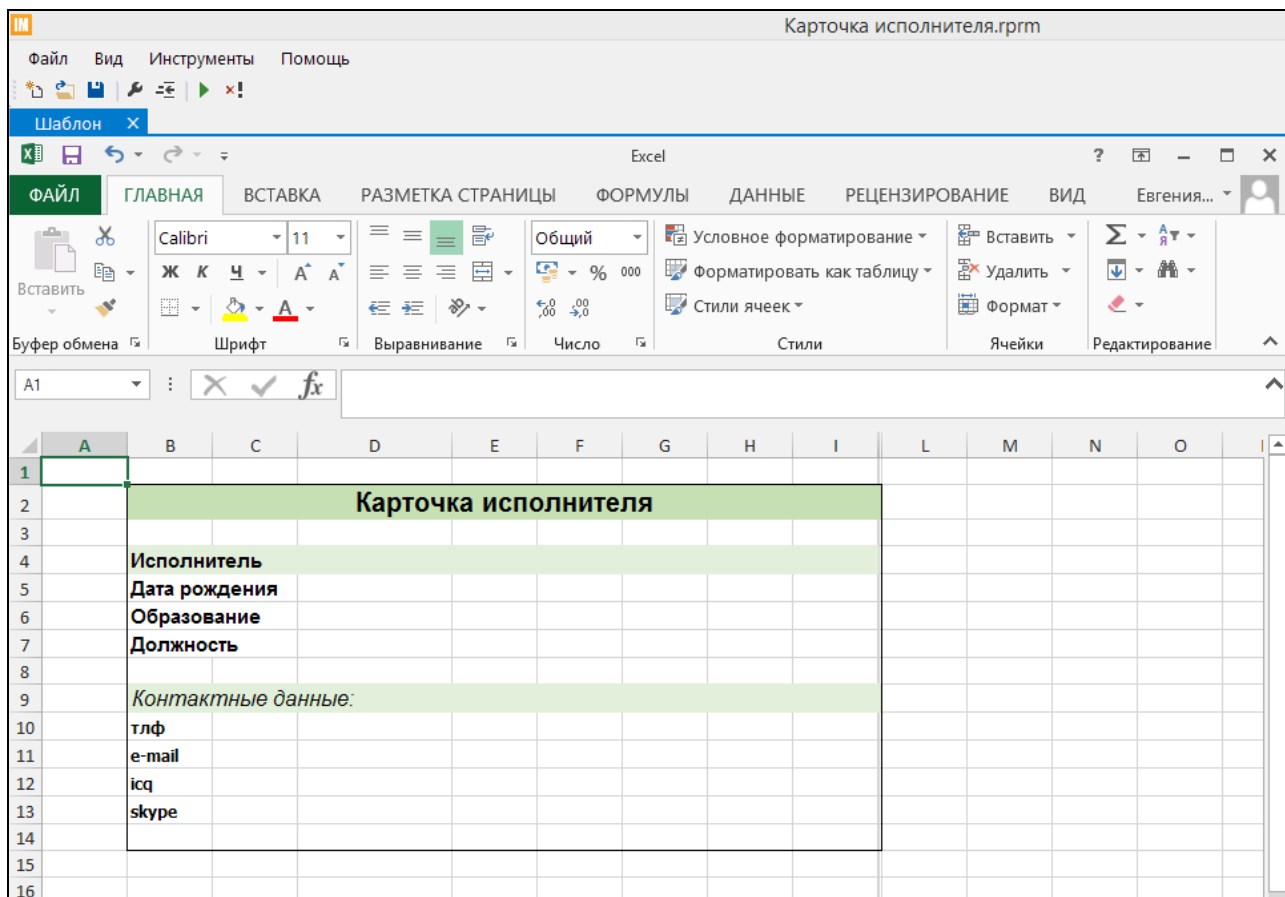 IM Карточка исполнителя.rprm
Файл Вид Инструменты Помощь
Шаблон
Excel ?
ФАЙЛ ГЛАВНАЯ ВСТАВКА РАЗМЕТКА СТРАНИЦЫ ФОРМУЛЫ ДАННЫЕ РЕЦЕНЗИРОВАНИЕ ВИД Евгения...
Calibri 11 Общий Условное форматирование Вставить Σ
Вставить Ж К Ч A A % 000 Форматировать как таблицу Удалить
A Стили ячеек Формат
Буфер обмена Шрифт Выравнивание Число Стили Ячейки Редактирование
A1 fx
A B C D E F G H I L M N O
1
2 Карточка исполнителя
3
4 Исполнитель
5 Дата рождения
6 Образование
7 Должность
8
9 Контактные данные:
10 тлф
11 e-mail
12 icq
13 skype
14
15
16